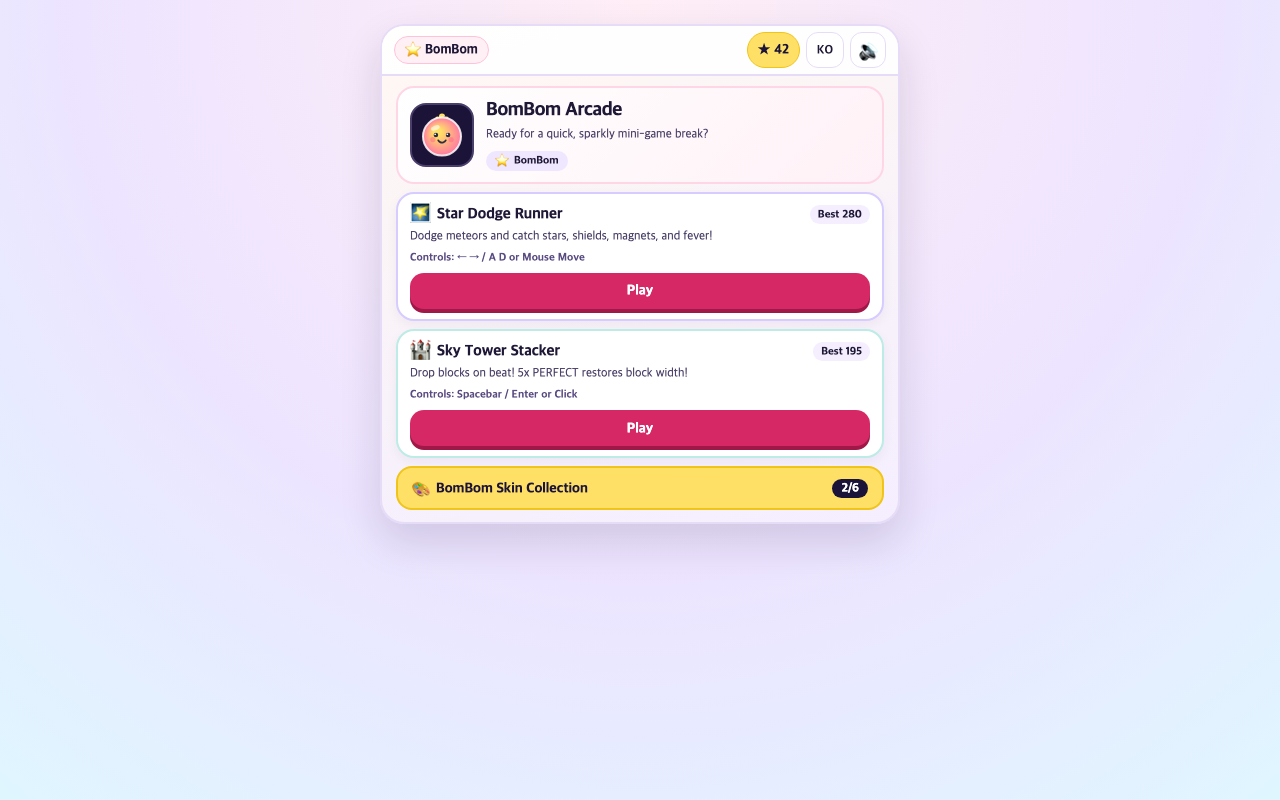 BomBom
★ 42
KO
BomBom Arcade
Ready for a quick, sparkly mini-game break?
BomBom
Star Dodge Runner
Best 280
Dodge meteors and catch stars, shields, magnets, and fever!
Controls: ←→ / A D or Mouse Move
Play
Sky Tower Stacker
Best 195
Drop blocks on beat! 5x PERFECT restores block width!
Controls: Spacebar / Enter or Click
Play
BomBom Skin Collection
2/6